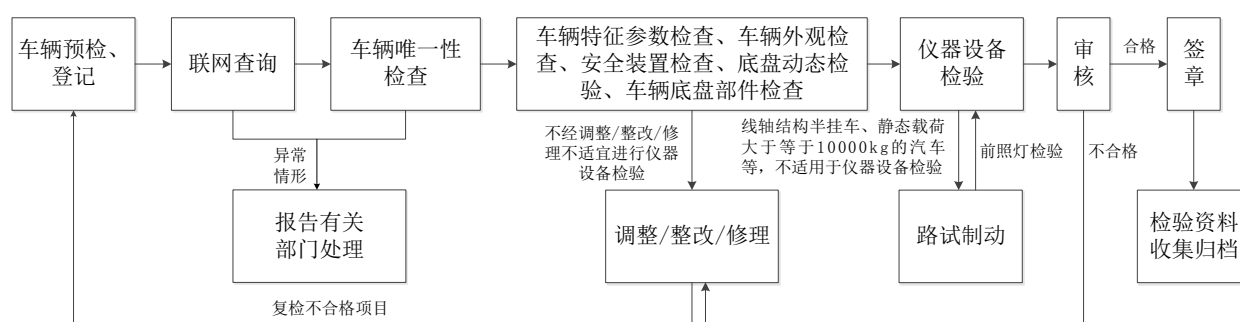 车辆预检、
登记
联网查询
车辆唯一性
检查
车辆特征参数检查、车辆外观检
查、安全装置检查、底盘动态检
验、车辆底盘部件检查
仪器设备
检验
审
核
合格
签
章
异常
情形
不经调整/整改/修
理不适宜进行仪器
设备检验
线轴结构半挂车、静态载荷
大于等于10000kg的汽车
等，不适用于仪器设备检验
前照灯检验
不合格
报告有关
部门处理
调整/整改/修理
路试制动
检验资料
收集归档
复检不合格项目